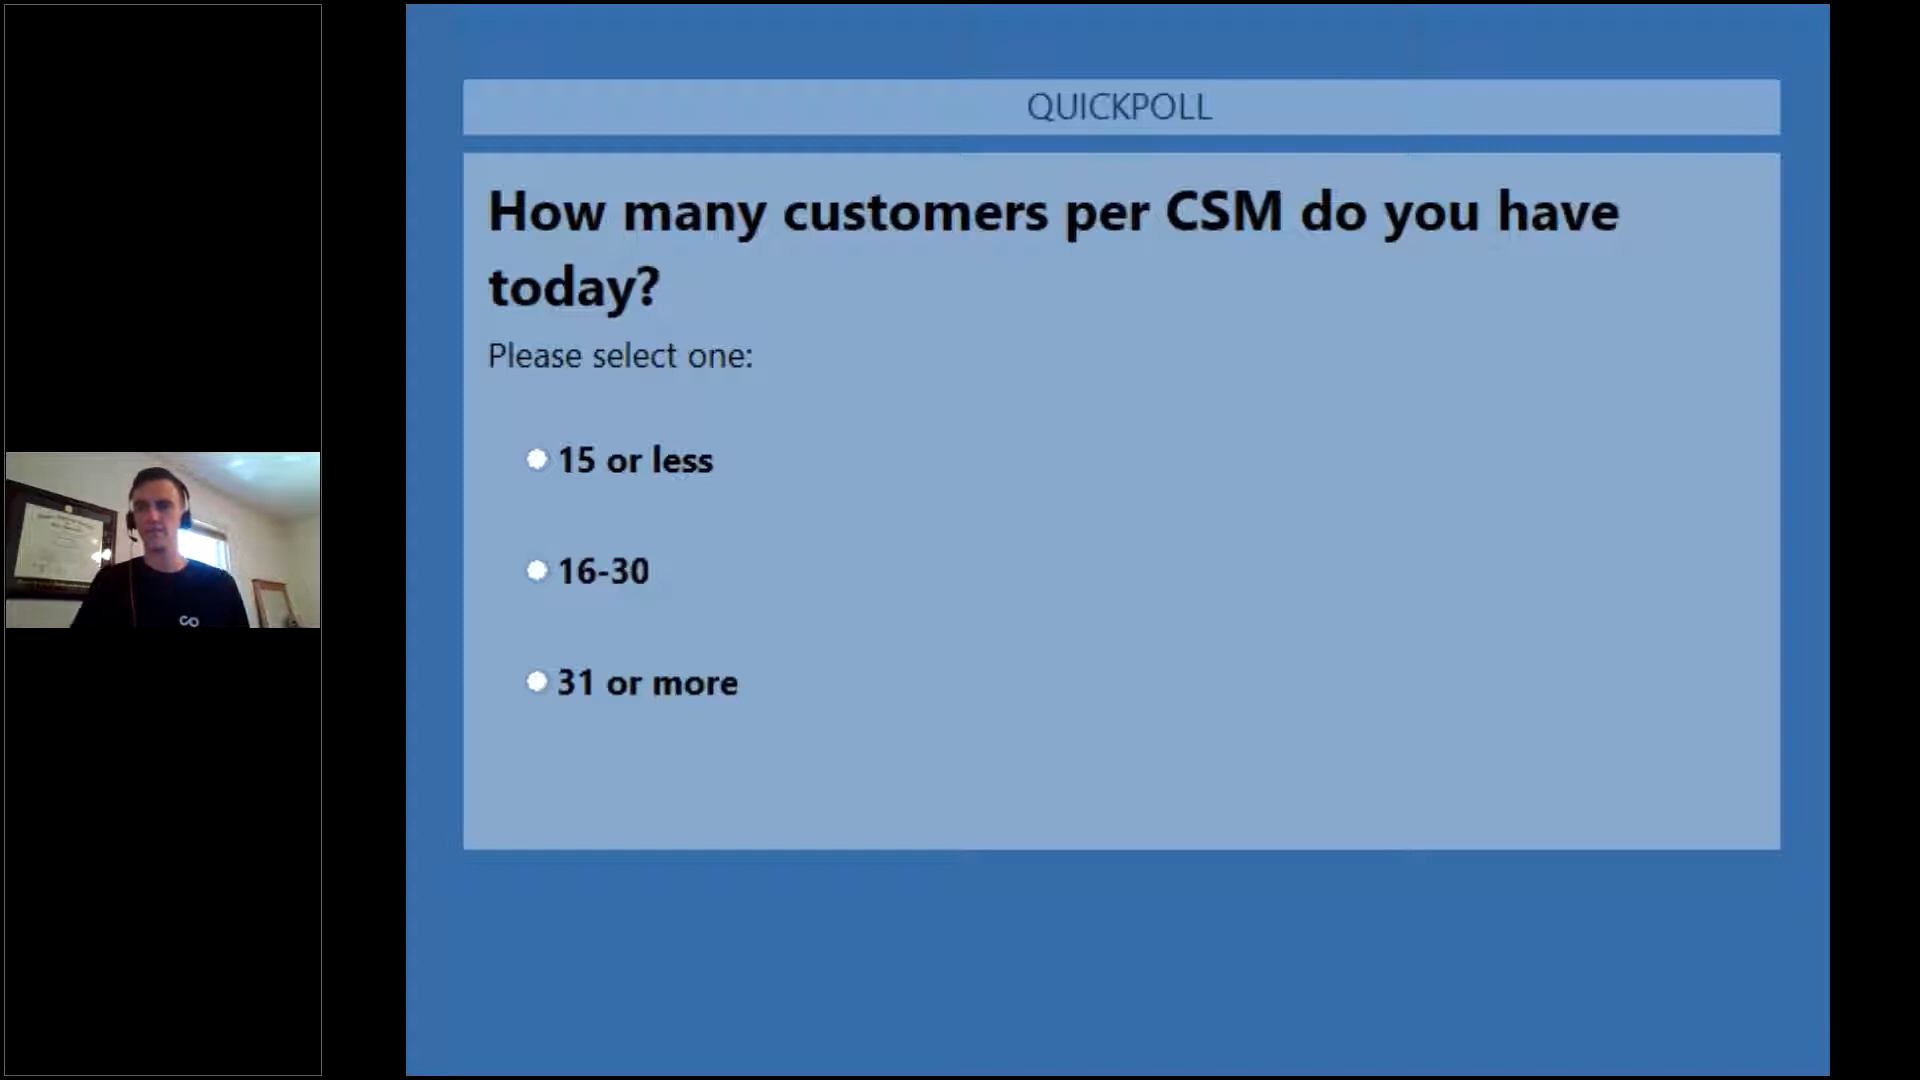 QUICKPOLL
How many customers per CSM do you have
today?
Please select one:
15 or less
16-30
31 or more